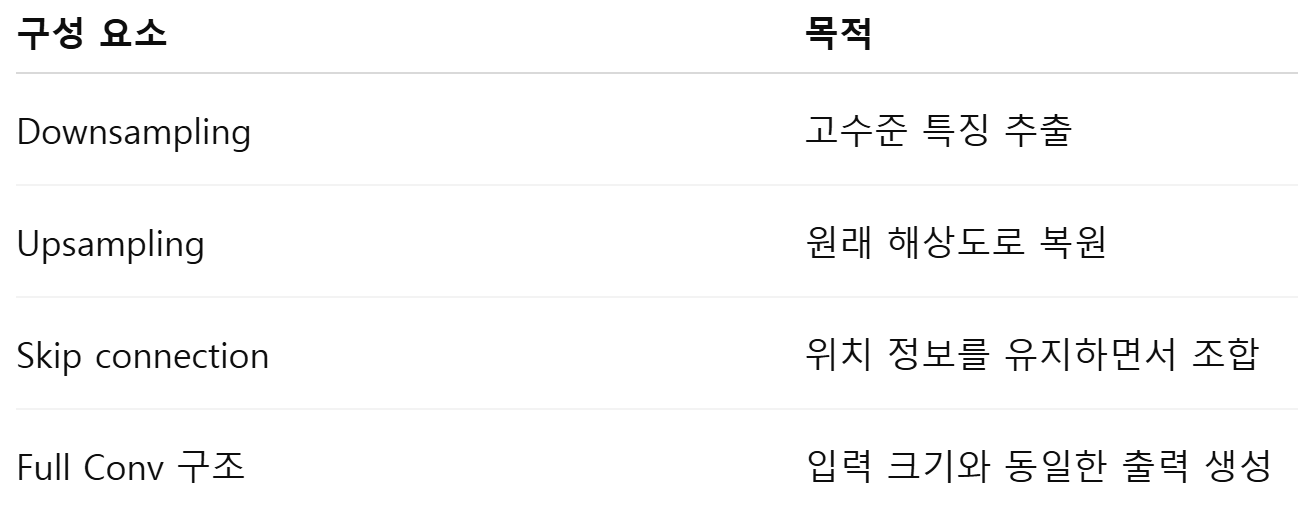 구성 요소 목적
Downsampling 고수준 특징 추출
Upsampling 원래 해상도로 복원
Skip connection 위치 정보를 유지하면서 조합
Full Conv 구조 입력 크기와 동일한 출력 생성